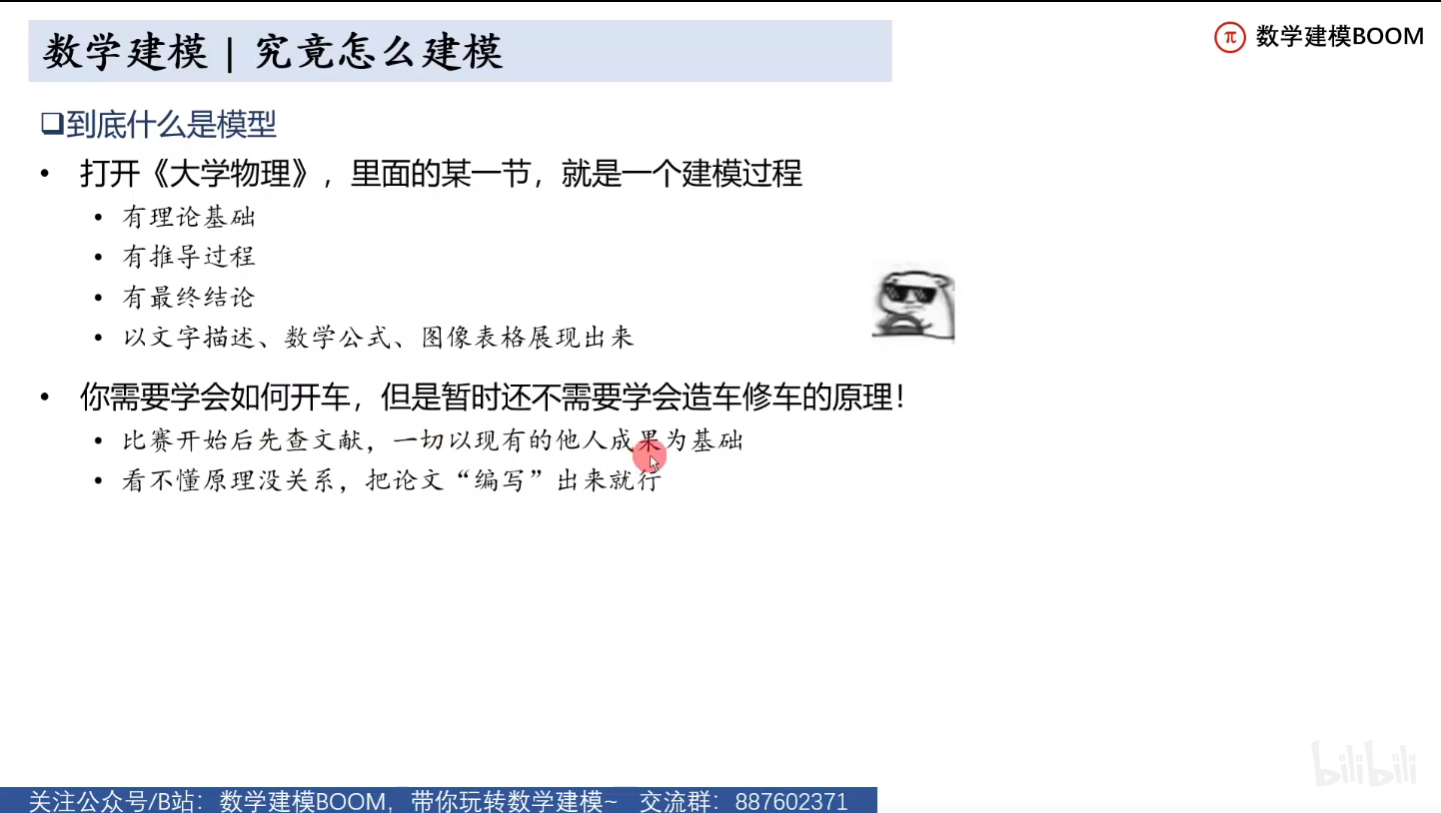 数学建模 | 究竟怎么建模
π 数学建模BOOM
❑到底什么是模型
• 打开《大学物理》，里面的某一节，就是一个建模过程
• 有理论基础
• 有推导过程
• 有最终结论
• 以文字描述、数学公式、图像表格展现出来
• 你需要学会如何开车，但是暂时还不需要学会造车修车的原理！
• 比赛开始后先查文献，一切以现有的他人成果为基础
• 看不懂原理没关系，把论文“编写”出来就行
bilibili
关注公众号/B站：数学建模BOOM，带你玩转数学建模~ 交流群：887602371